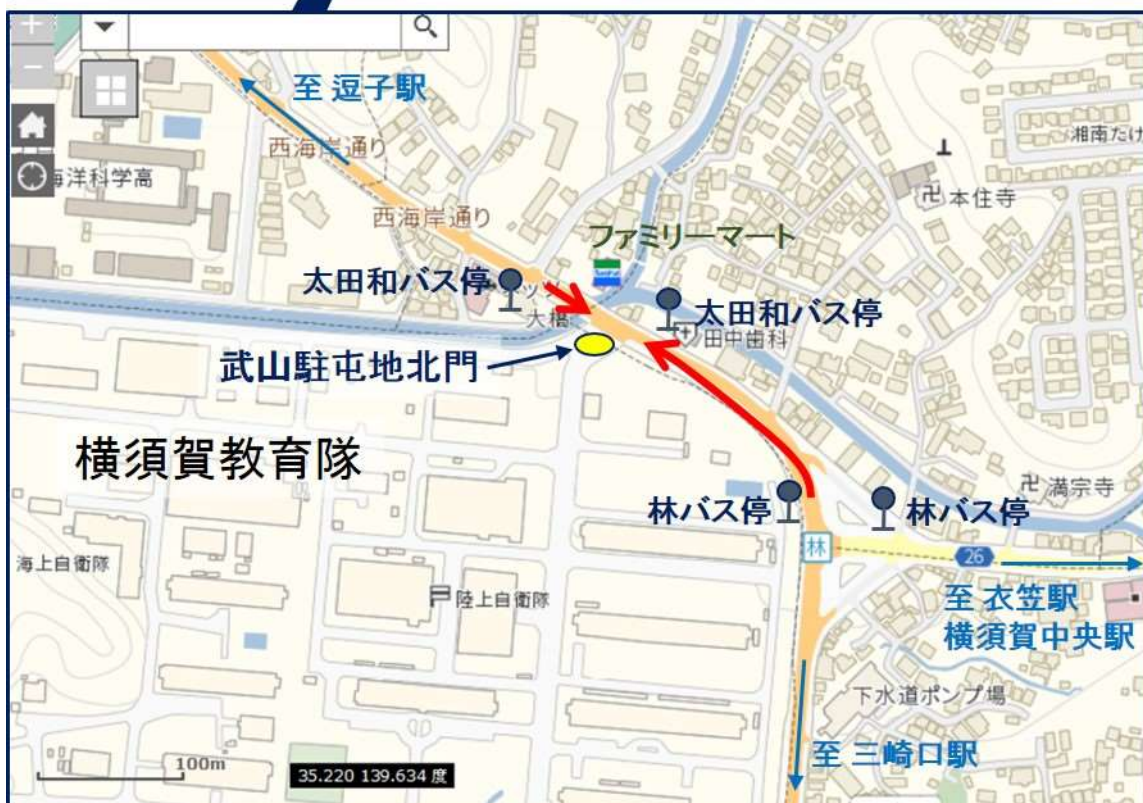 至 逗子駅
西海岸通り
海洋科学高
湘南たけ
本住寺
西海岸通り
ファミリーマート
太田和バス停
太田和バス停
大橋
田中歯科
武山駐屯地北門
横須賀教育隊
満宗寺
林バス停
林バス停
林
26
海上自衛隊
陸上自衛隊
至 衣笠駅
横須賀中央駅
下水道ポンプ場
至 三崎口駅
100m
35.220 139.634 度